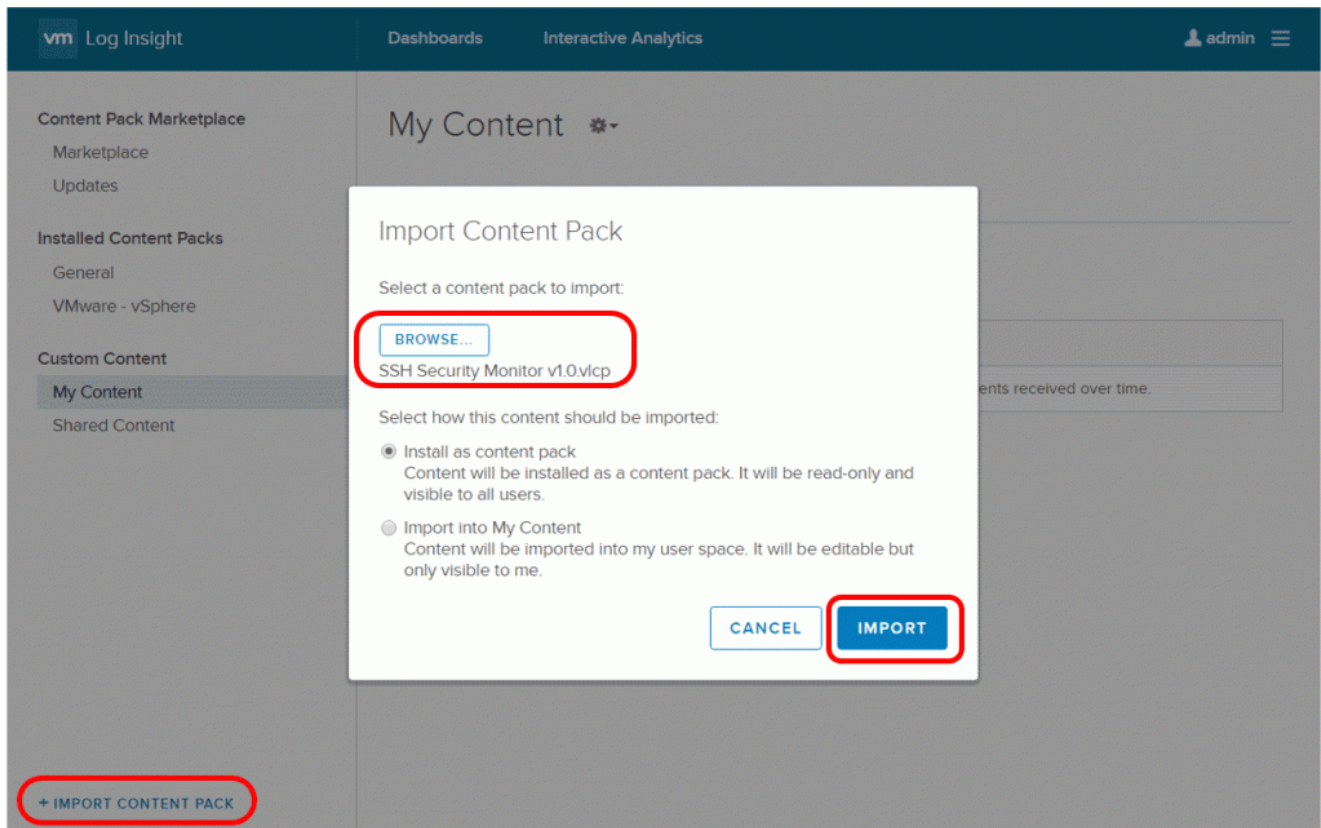 vm Log Insight
Dashboards
Interactive Analytics
admin
Content Pack Marketplace
Marketplace
Updates
Installed Content Packs
General
VMware - vSphere
Custom Content
My Content
Shared Content
+ IMPORT CONTENT PACK
My Content
Import Content Pack
Select a content pack to import:
BROWSE...
SSH Security Monitor v1.0.vlcp
Select how this content should be imported:
Install as content pack
Content will be installed as a content pack. It will be read-only and
visible to all users.
Import into My Content
Content will be imported into my user space. It will be editable but
only visible to me.
CANCEL
IMPORT
ents received over time.